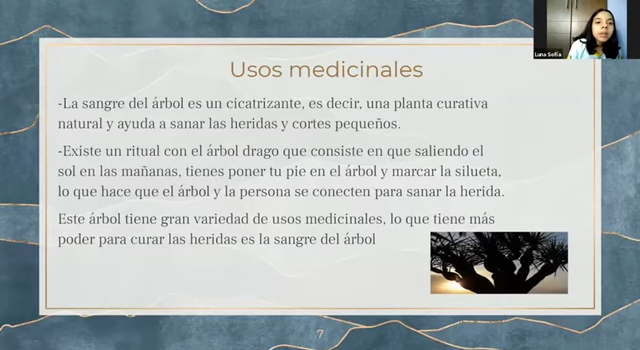 Luna Sofia
Usos medicinales
-La sangre del árbol es un cicatrizante, es decir, una planta curativa
natural y ayuda a sanar las heridas y cortes pequeños.
-Existe un ritual con el árbol drago que consiste en que saliendo el
sol en las mañanas, tienes poner tu pie en el árbol y marcar la silueta,
lo que hace que el árbol y la persona se conecten para sanar la herida.
Este árbol tiene gran variedad de usos medicinales, lo que tiene más
poder para curar las heridas es la sangre del árbol
7